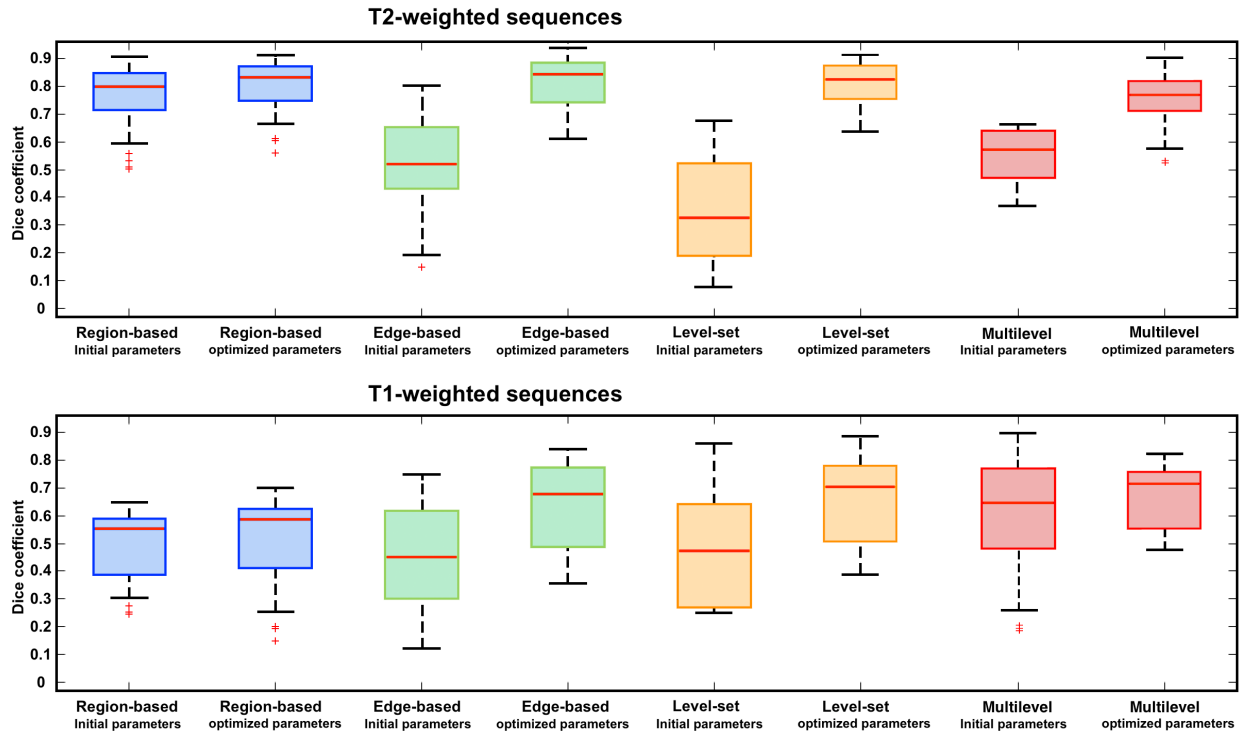 T2-weighted sequences
Dice coefficient
0.9
0.8
0.7
0.6
0.5
0.4
0.3
0.2
0.1
0
Region-based Region-based Edge-based Edge-based Level-set Level-set Multilevel Multilevel
Initial parameters optimized parameters Initial parameters optimized parameters Initial parameters optimized parameters Initial parameters optimized parameters
T1-weighted sequences
Dice coefficient
0.9
0.8
0.7
0.6
0.5
0.4
0.3
0.2
0.1
0
Region-based Region-based Edge-based Edge-based Level-set Level-set Multilevel Multilevel
Initial parameters optimized parameters Initial parameters optimized parameters Initial parameters optimized parameters Initial parameters optimized parameters